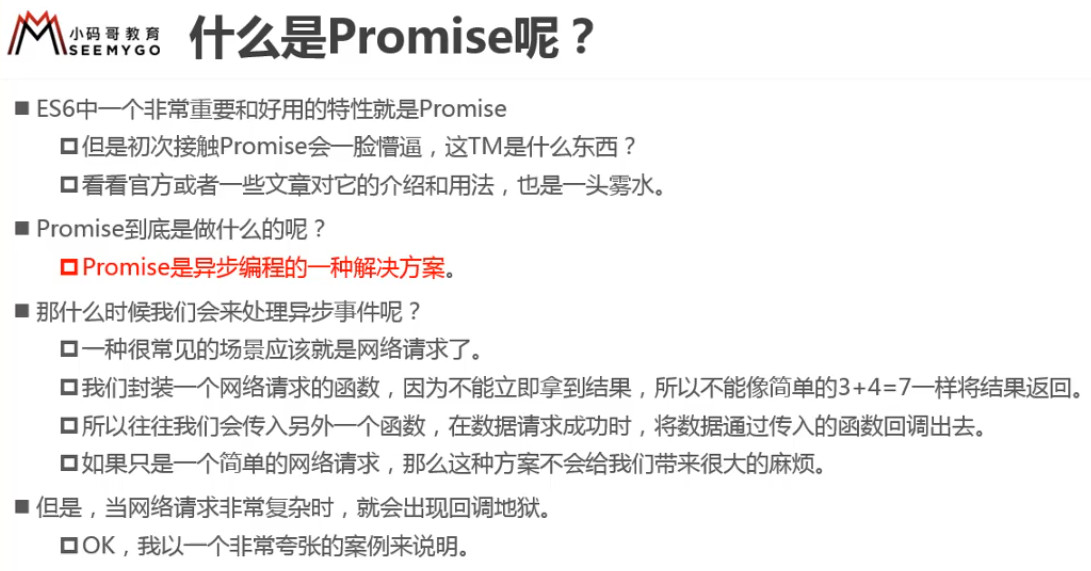 小码哥教育
SEEMYGO
什么是Promise呢？
ES6中一个非常重要和好用的特性就是Promise
但是初次接触Promise会一脸懵逼，这TM是什么东西？
看看官方或者一些文章对它的介绍和用法，也是一头雾水。
Promise到底是做什么的呢？
Promise是异步编程的一种解决方案。
那什么时候我们会来处理异步事件呢？
一种很常见的场景应该就是网络请求了。
我们封装一个网络请求的函数，因为不能立即拿到结果，所以不能像简单的3+4=7一样将结果返回。
所以往往我们会传入另外一个函数，在数据请求成功时，将数据通过传入的函数回调出去。
如果只是一个简单的网络请求，那么这种方案不会给我们带来很大的麻烦。
但是，当网络请求非常复杂时，就会出现回调地狱。
OK，我以一个非常夸张的案例来说明。